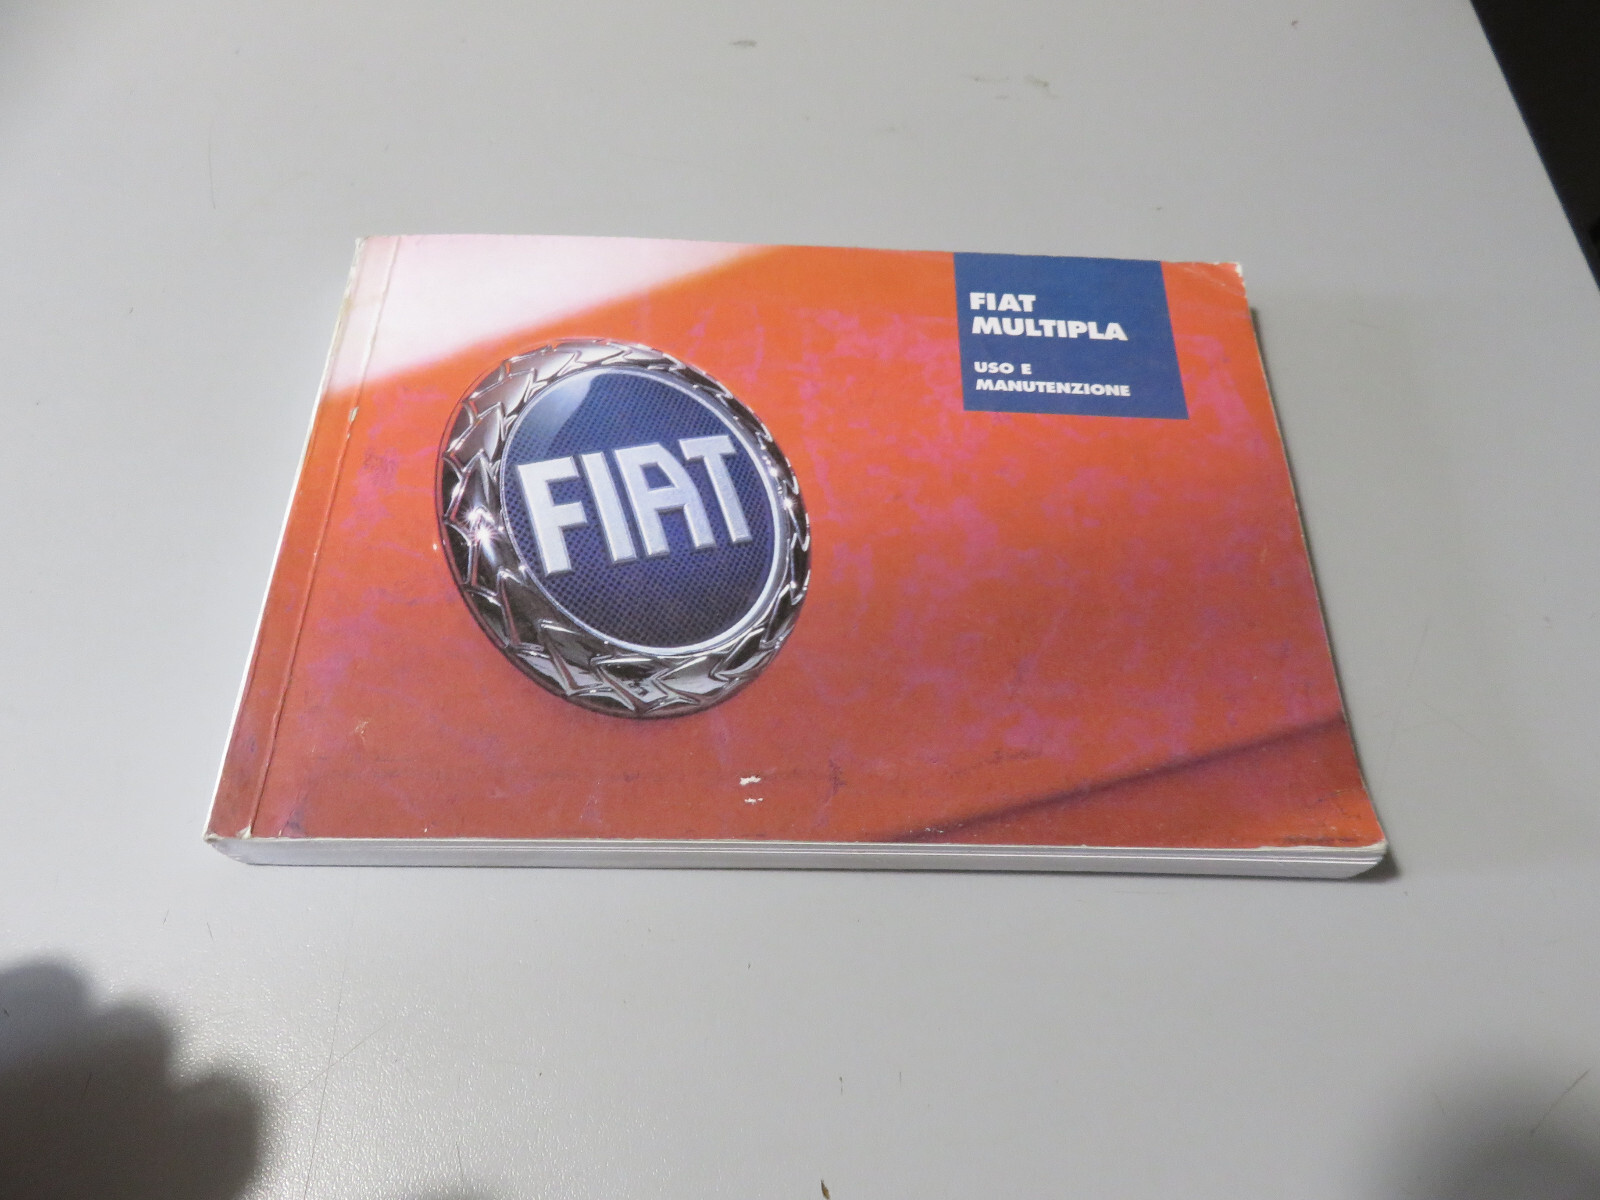 FIAT
MULTIPLA
USO E
MANUTENZIONE
FIAT